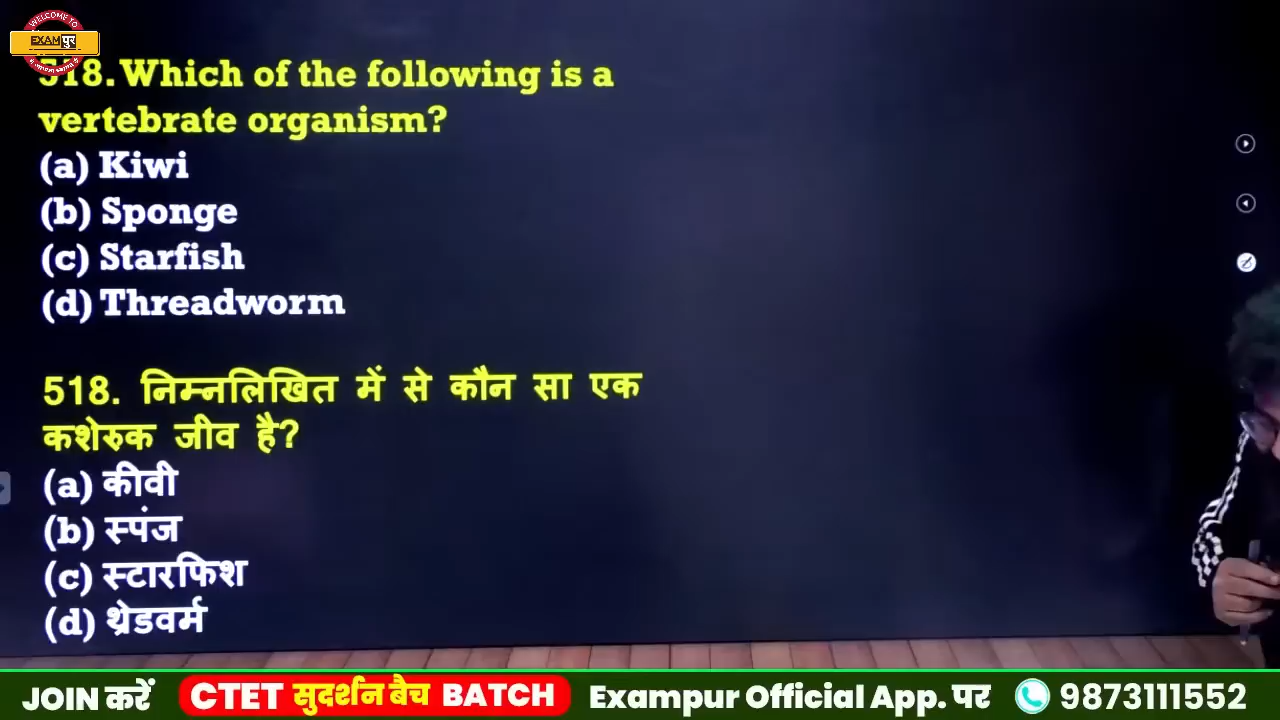 WELCOME TO
EXAMपुर
518. Which of the following is a
vertebrate organism?
(a) Kiwi
(b) Sponge
(c) Starfish
(d) Threadworm
518. निम्नलिखित में से कौन सा एक
कशेरुक जीव है?
(a) कीवी
(b) स्पंज
(c) स्टारफिश
(d) थ्रेडवर्म
JOIN करें CTET सुदर्शन बैच BATCH Exampur Official App. पर 9873111552